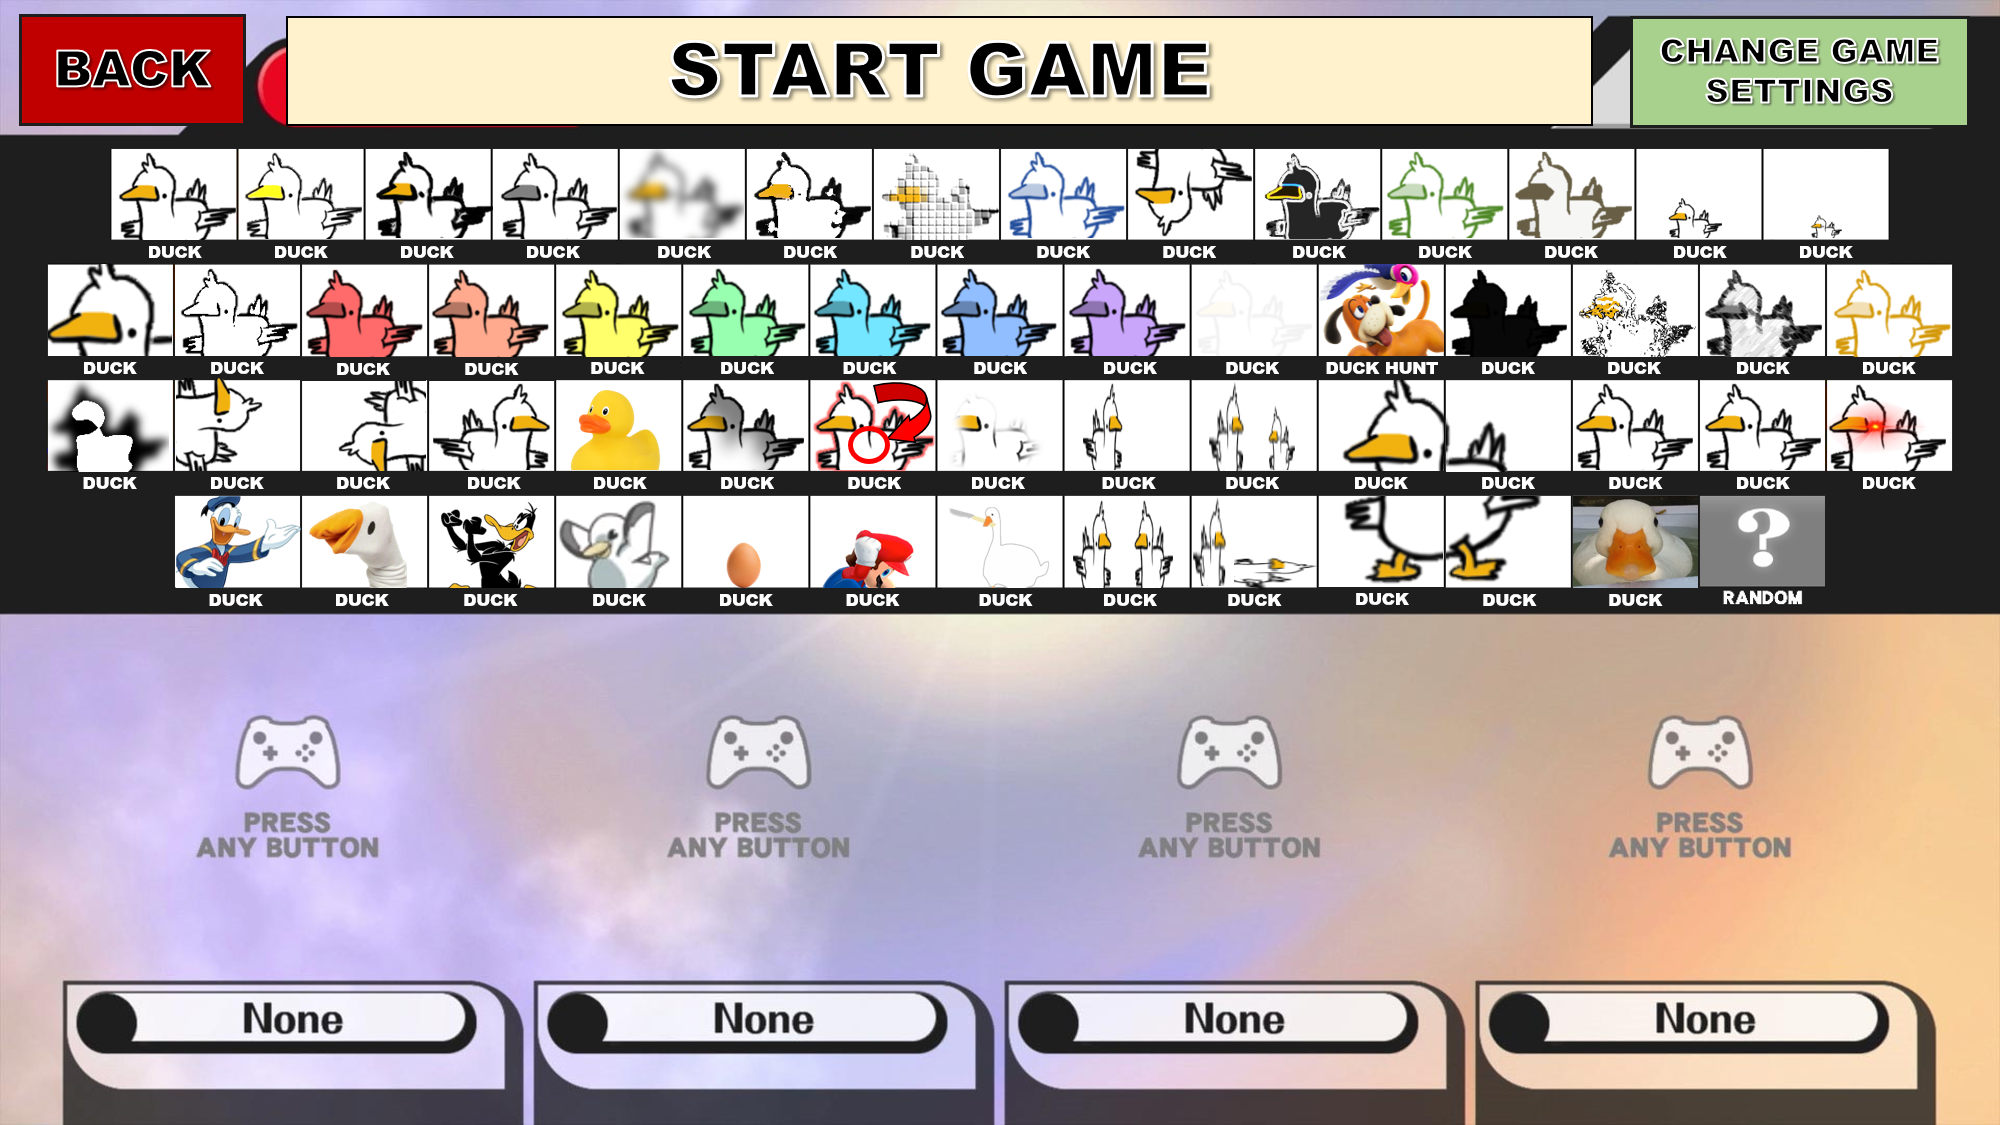 BACK
START GAME
CHANGE GAME
SETTINGS
DUCK DUCK DUCK DUCK DUCK DUCK DUCK DUCK DUCK DUCK DUCK DUCK DUCK DUCK
DUCK DUCK DUCK DUCK DUCK DUCK DUCK DUCK DUCK DUCK DUCK HUNT DUCK DUCK DUCK DUCK
DUCK DUCK DUCK DUCK DUCK DUCK DUCK DUCK DUCK DUCK DUCK DUCK DUCK DUCK DUCK
?
DUCK DUCK DUCK DUCK DUCK DUCK DUCK DUCK DUCK DUCK DUCK DUCK RANDOM
PRESS
ANY BUTTON
PRESS
ANY BUTTON
PRESS
ANY BUTTON
PRESS
ANY BUTTON
None
None
None
None